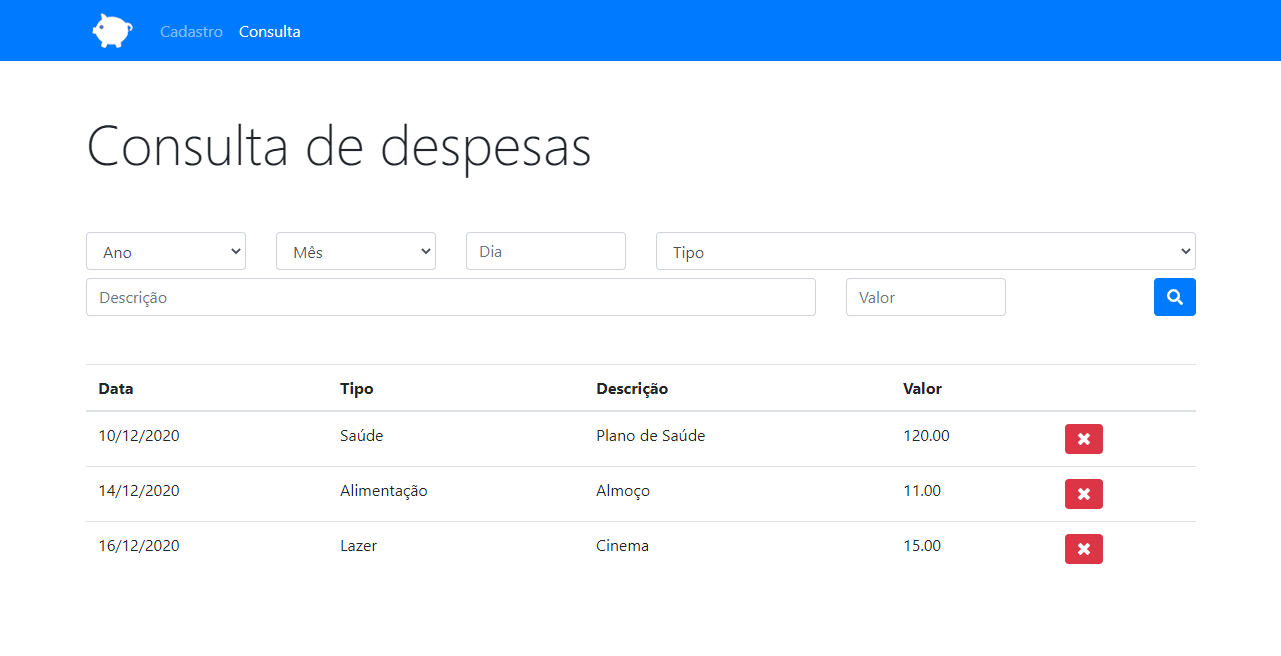 Cadastro Consulta
Consulta de despesas
Ano Mês Dia Tipo
Descrição Valor
Data Tipo Descrição Valor
10/12/2020 Saúde Plano de Saúde 120.00
14/12/2020 Alimentação Almoço 11.00
16/12/2020 Lazer Cinema 15.00